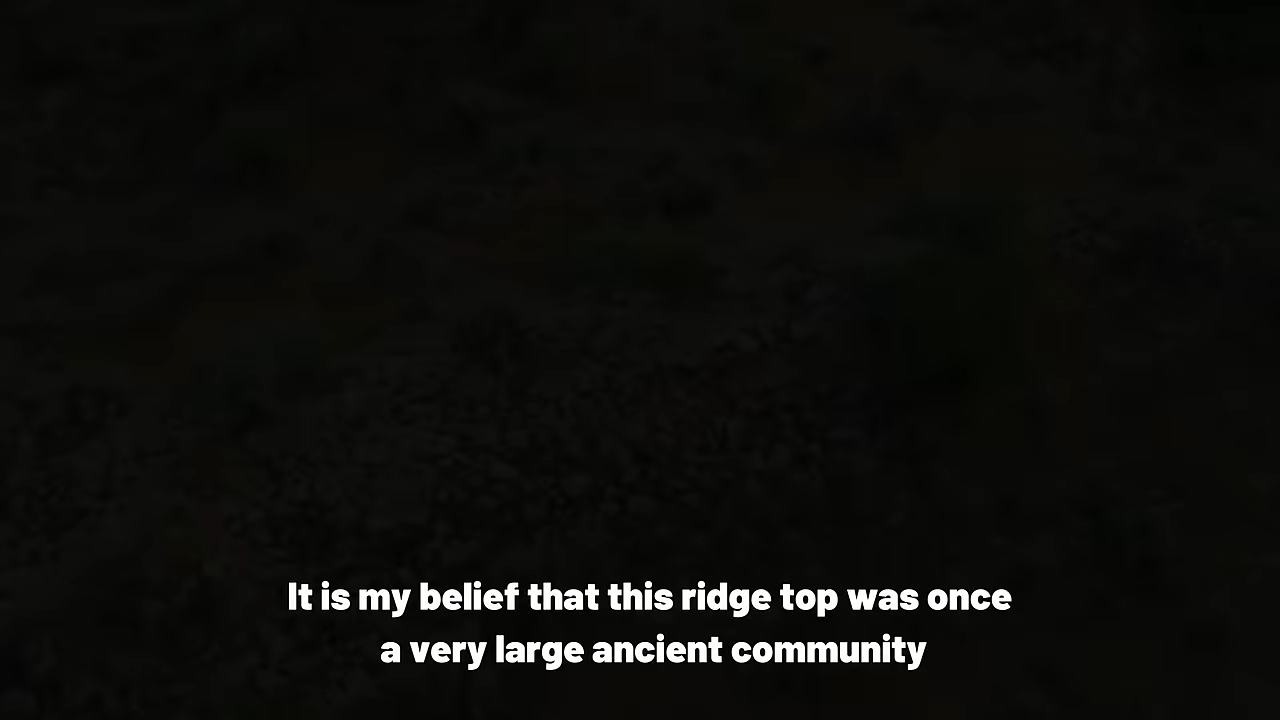 It is my belief that this ridge top was once
a very large ancient community